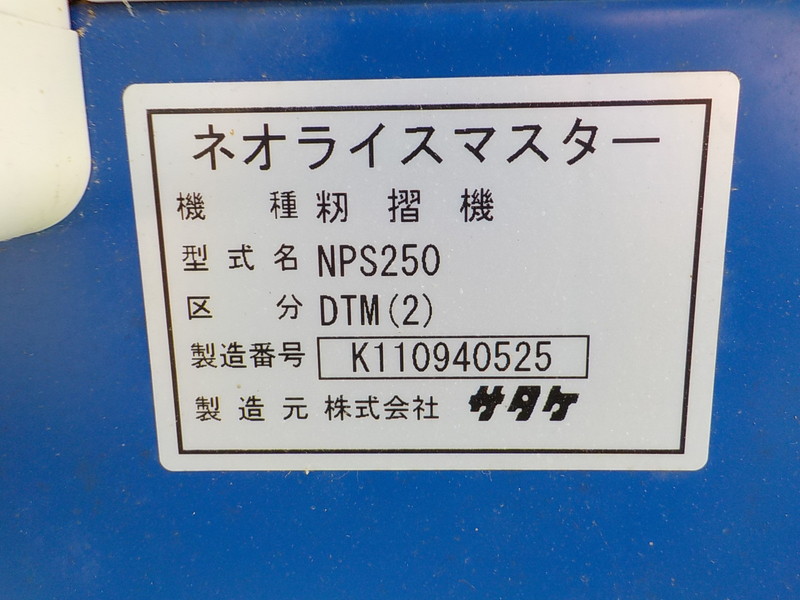 ネオライスマスター
機種 籾摺機
型式名 NPS250
区分 DTM(2)
製造番号 K110940525
製造元 株式会社 サタケ